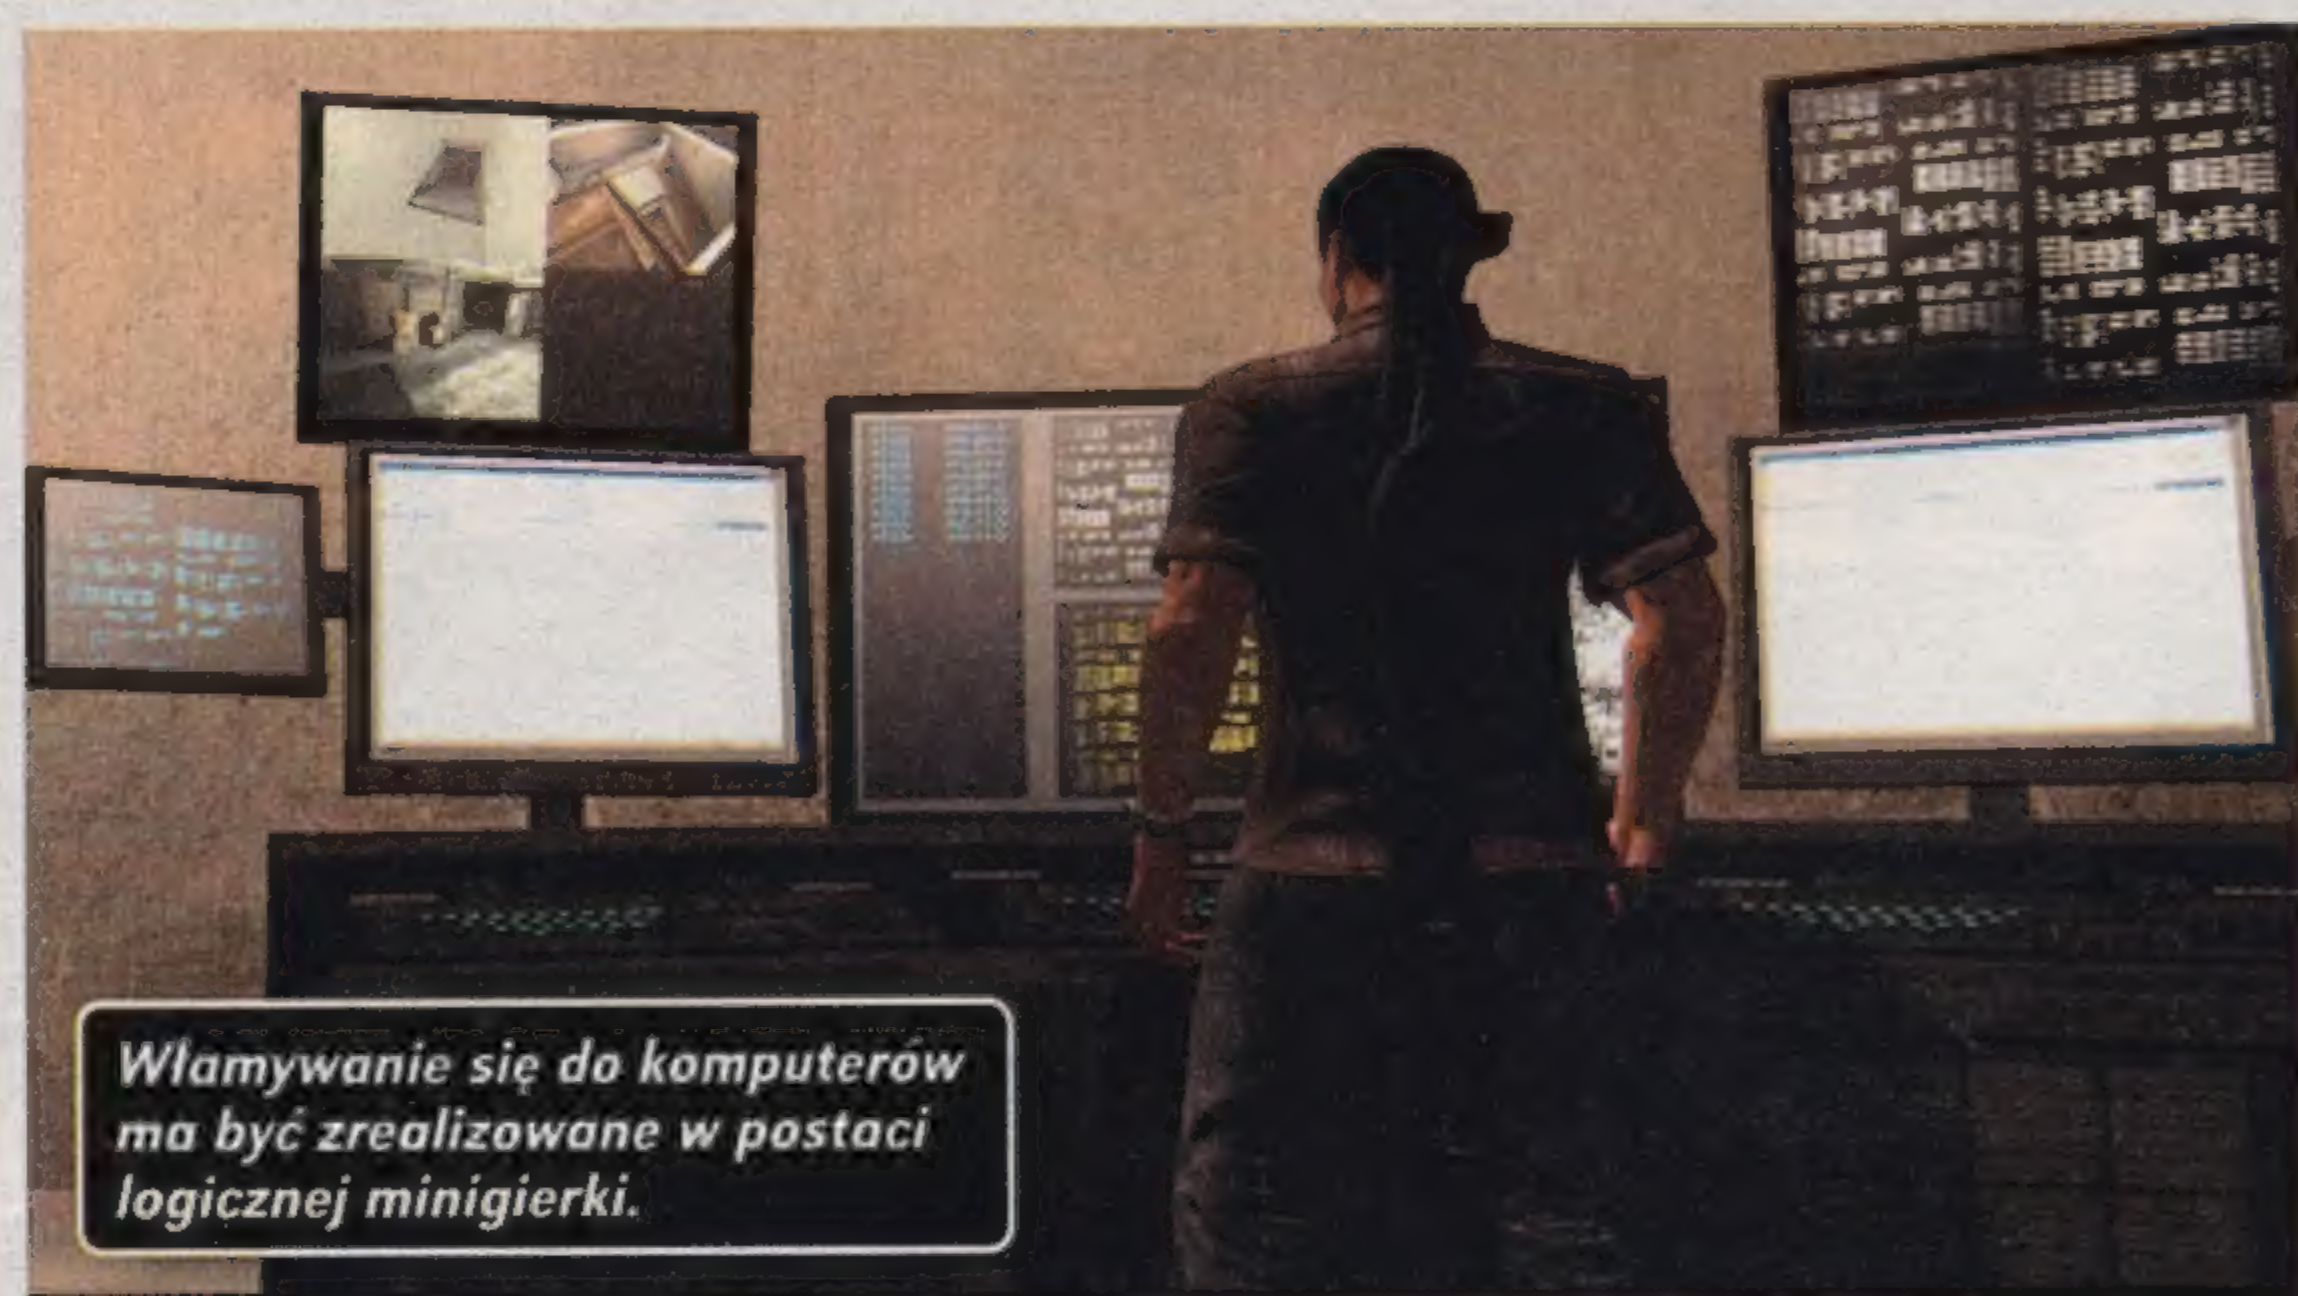 Włamywanie się do komputerów
ma być zrealizowane w postaci
logicznej minigierki.